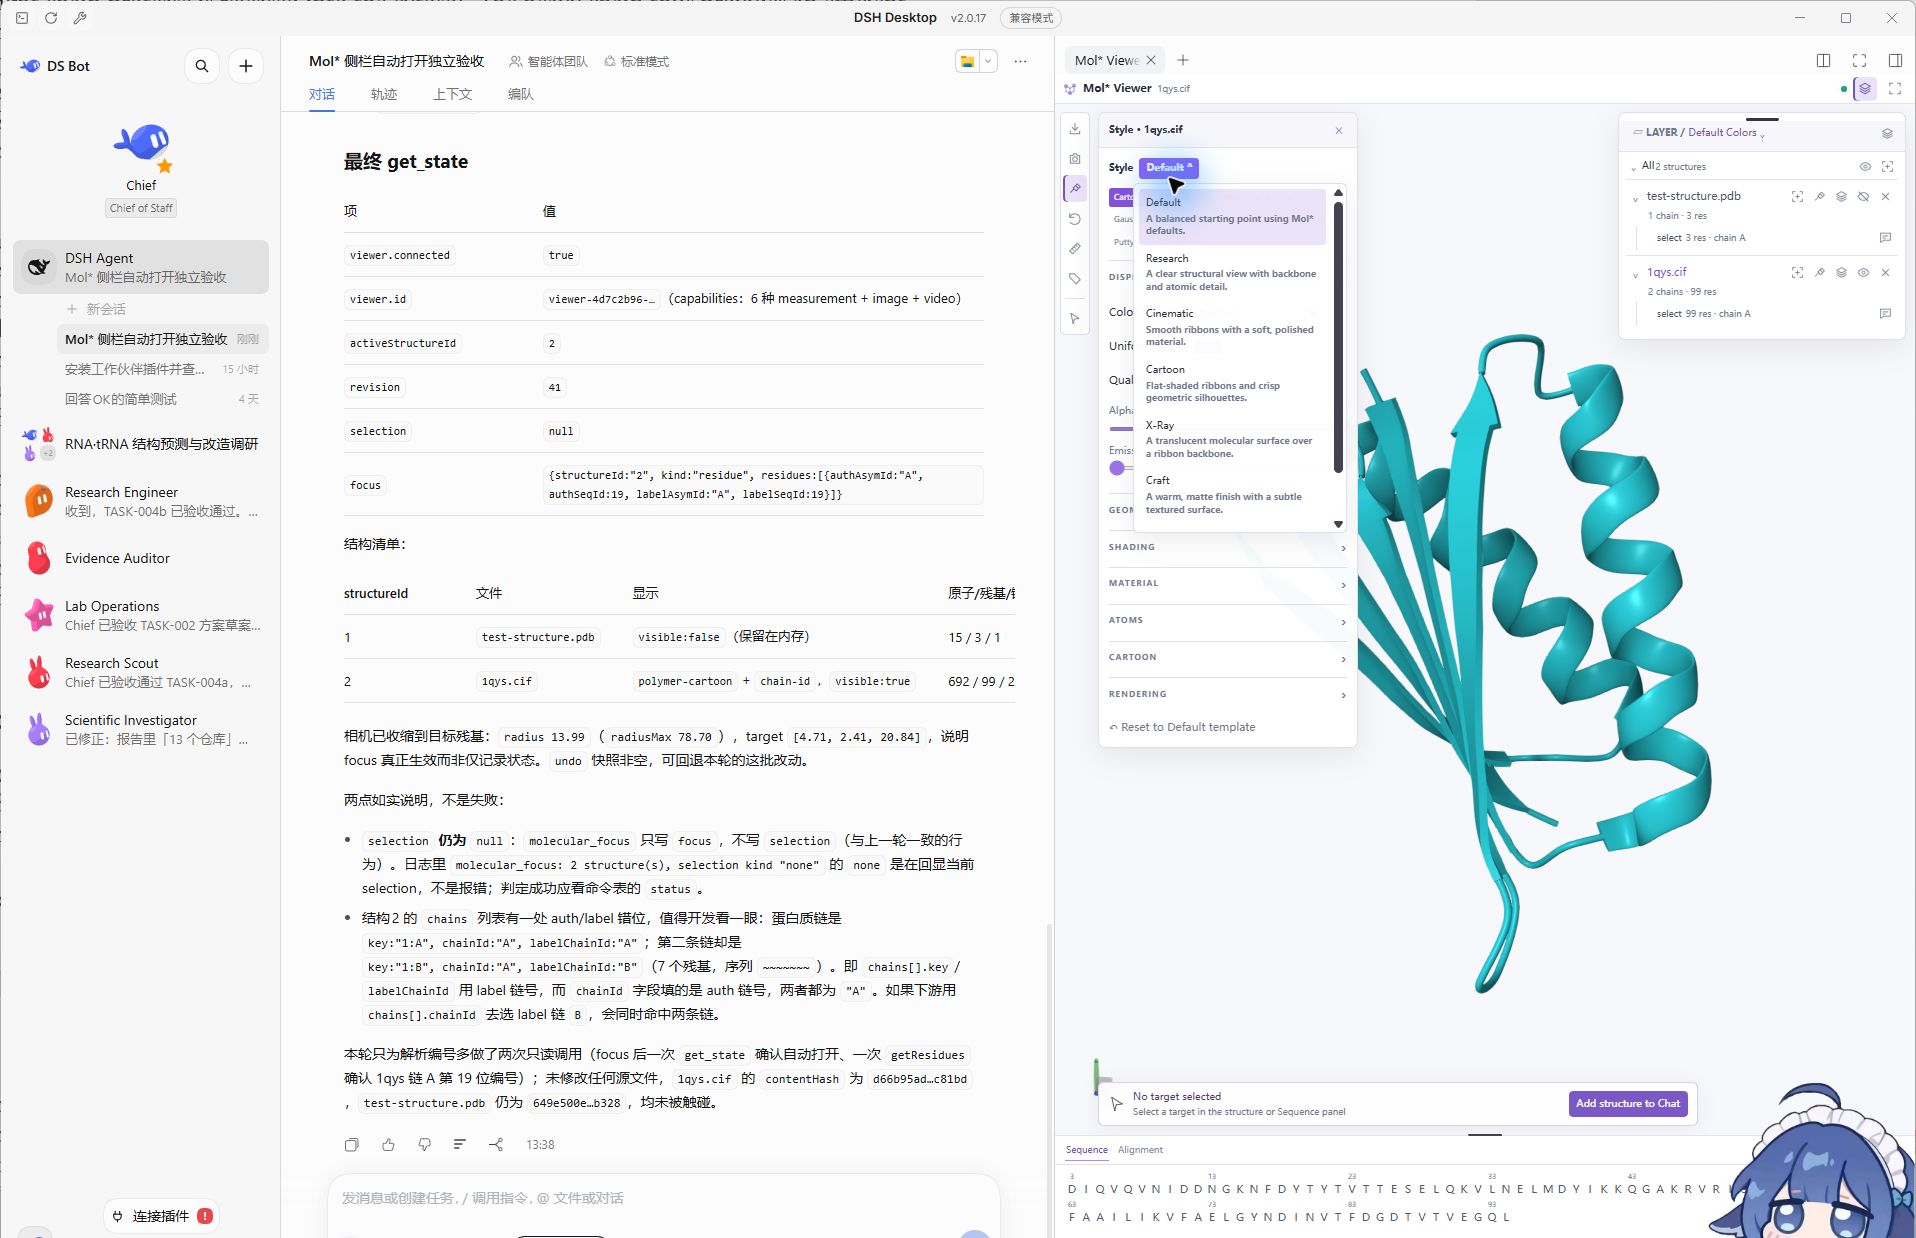 DSH Desktop v2.0.17 兼容模式
DS Bot
Chief
Chief of Staff
DSH Agent
Mol* 侧栏自动打开独立验收
新会话
Mol* 侧栏自动打开独立验收 刚刚
安装工作伙伴插件并查... 15 小时
回答OK的简单测试 4 天
+2
RNA·tRNA 结构预测与改造调研
Research Engineer
收到，TASK-004b 已验收通过。...
Evidence Auditor
Lab Operations
Chief 已验收 TASK-002 方案草案...
Research Scout
Chief 已验收通过 TASK-004a，...
Scientific Investigator
已修正：报告里「13 个仓库」...
连接插件
Mol* 侧栏自动打开独立验收 智能体团队 标准模式
对话 轨迹 上下文 编队
最终 get_state
项 值
viewer.connected true
viewer.id viewer-4d7c2b96-… （capabilities：6 种 measurement + image + video）
activeStructureId 2
revision 41
selection null
focus {structureId:"2", kind:"residue", residues:[{authAsymId:"A",
authSeqId:19, labelAsymId:"A", labelSeqId:19}]}
结构清单：
structureId 文件 显示 原子/残基/
1 test-structure.pdb visible:false （保留在内存） 15 / 3 / 1
2 1qys.cif polymer-cartoon + chain-id ， visible:true 692 / 99 / 2
相机已收缩到目标残基： radius 13.99 （ radiusMax 78.70 ）, target [4.71, 2.41, 20.84] ，说明
focus 真正生效而非仅记录状态。 undo 快照非空，可回退本轮的这批改动。
两点如实说明，不是失败：
• selection 仍为 null ： molecular_focus 只写 focus ，不写 selection （与上一轮一致的行
为）。日志里 molecular_focus: 2 structure(s), selection kind "none" 的 none 是在回显当前
selection，不是报错；判定成功应看命令表的 status 。
• 结构 2 的 chains 列表有一处 auth/label 错位，值得开发看一眼：蛋白质链是
key:"1:A", chainId:"A", labelChainId:"A" ；第二条链却是
key:"1:B", chainId:"A", labelChainId:"B" （7 个残基，序列 ~~~~~~~ ）。即 chains[].key /
labelChainId 用 label 链号，而 chainId 字段填的是 auth 链号，两者都为 "A" 。如果下游用
chains[].chainId 去选 label 链 B ，会同时命中两条链。
本轮只为解析编号多做了两次只读调用（focus 后一次 get_state 确认自动打开、一次 getResidues
确认 1qys 链 A 第 19 位编号）；未修改任何源文件， 1qys.cif 的 contentHash 为 d66b95ad…c81bd
， test-structure.pdb 仍为 649e500e…b328 ，均未被触碰。
13:38
发消息或创建任务，/ 调用指令，@ 文件或对话
Mol* Viewe
Mol* Viewer 1qys.cif
Style • 1qys.cif
Style Default
Carto
Gaus
Putty
DISP
Colo
Unifo
Qual
Alpha
Emiss
GEOM
Default
A balanced starting point using Mol*
defaults.
Research
A clear structural view with backbone
and atomic detail.
Cinematic
Smooth ribbons with a soft, polished
material.
Cartoon
Flat-shaded ribbons and crisp
geometric silhouettes.
X-Ray
A translucent molecular surface over
a ribbon backbone.
Craft
A warm, matte finish with a subtle
textured surface.
SHADING
MATERIAL
ATOMS
CARTOON
RENDERING
Reset to Default template
LAYER / Default Colors
All 2 structures
test-structure.pdb
1 chain · 3 res
select 3 res · chain A
1qys.cif
2 chains · 99 res
select 99 res · chain A
No target selected
Select a target in the structure or Sequence panel
Add structure to Chat
Sequence Alignment
3 13 23 33 43
D I Q V Q V N I D D N G K N F D Y T Y T V T T E S E L Q K V L N E L M D Y I K K Q G A K R V R
63 73 83 93
F A A I L I K V F A E L G Y N D I N V T F D G D T V T V E G Q L